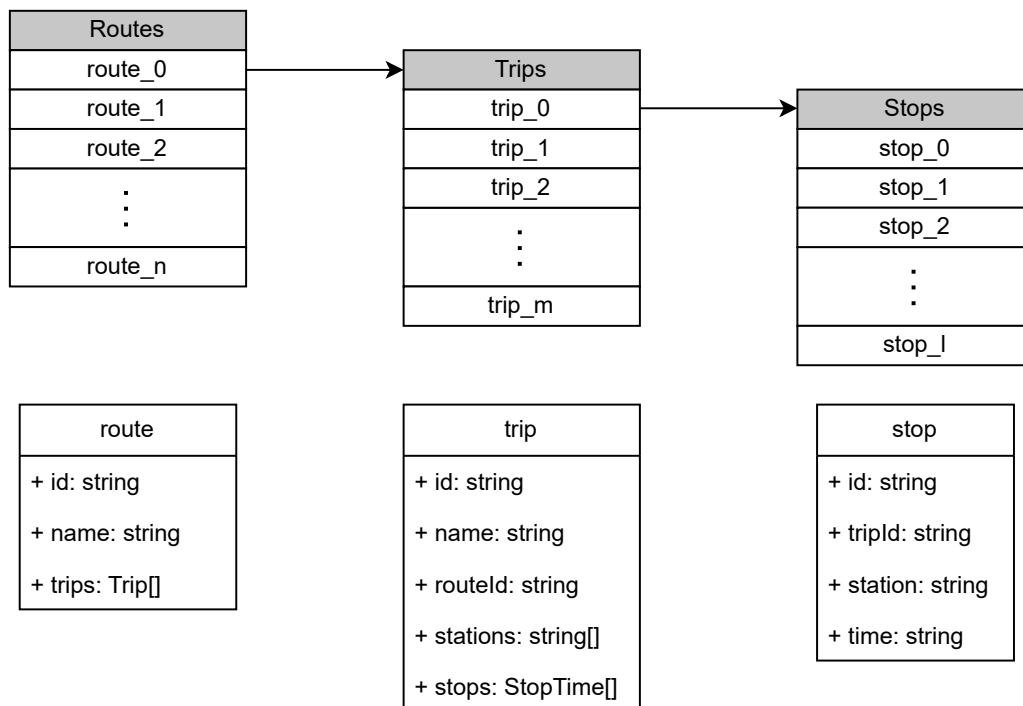 Routes
route_0
route_1
route_2
⋮
route_n
Trips
trip_0
trip_1
trip_2
⋮
trip_m
Stops
stop_0
stop_1
stop_2
⋮
stop_l
route
+ id: string
+ name: string
+ trips: Trip[]
trip
+ id: string
+ name: string
+ routeId: string
+ stations: string[]
+ stops: StopTime[]
stop
+ id: string
+ tripId: string
+ station: string
+ time: string